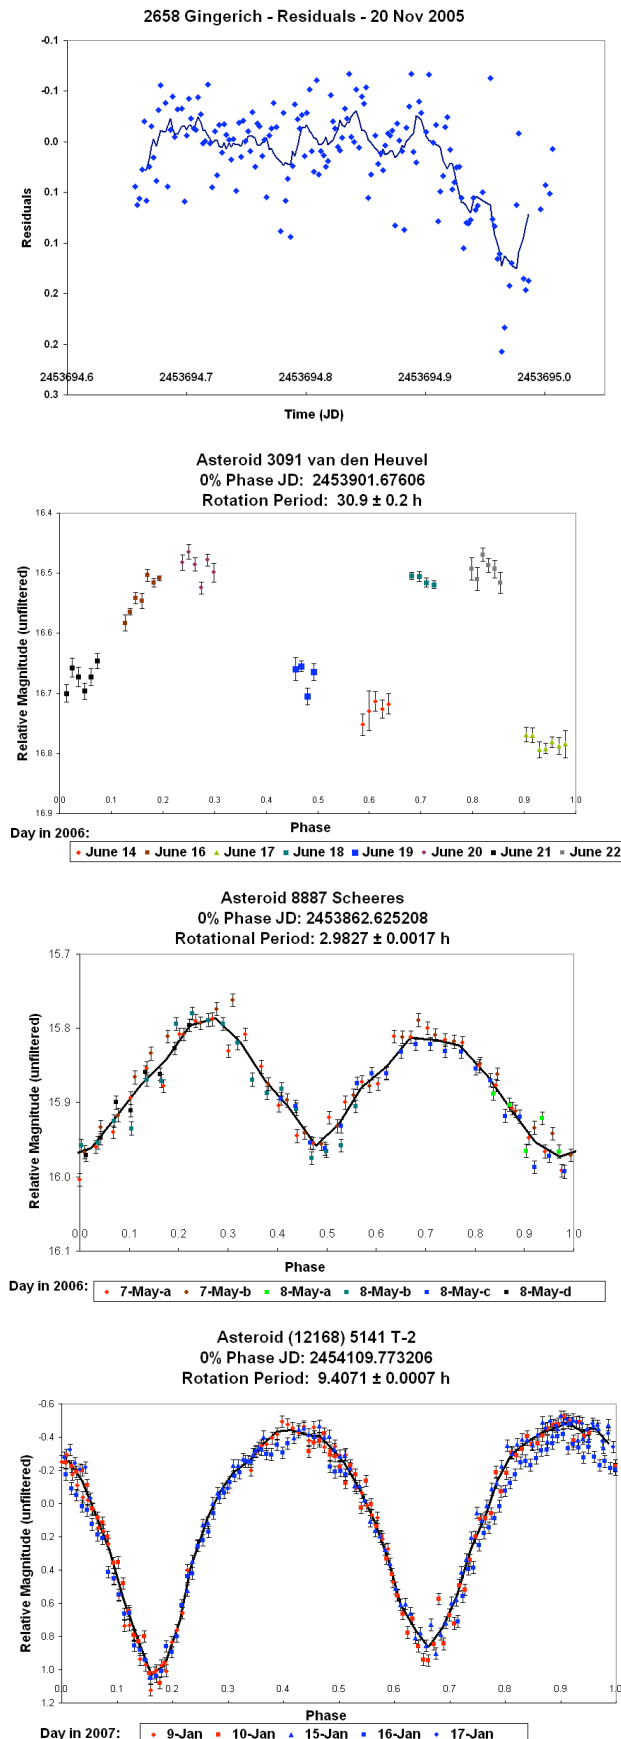 2658 Gingerich - Residuals - 20 Nov 2005
-0.1
-0.1
0.0
0.1
0.1
0.2
0.2
0.3
Residuals
2453694.6 2453694.7 2453694.8 2453694.9 2453695.0
Time (JD)
Asteroid 3091 van den Heuvel
0% Phase JD: 2453901.67606
Rotation Period: 30.9 ± 0.2 h
16.4
16.5
16.6
16.7
16.8
16.9
Relative Magnitude (unfiltered)
0.0 0.1 0.2 0.3 0.4 0.5 0.6 0.7 0.8 0.9 1.0
Phase
Day in 2006:
June 14 June 16 June 17 June 18 June 19 June 20 June 21 June 22
Asteroid 8887 Scheeres
0% Phase JD: 2453862.625208
Rotational Period: 2.9827 ± 0.0017 h
15.7
15.8
15.9
16.0
16.1
Relative Magnitude (unfiltered)
0.0 0.1 0.2 0.3 0.4 0.5 0.6 0.7 0.8 0.9 1.0
Phase
Day in 2006: 7-May-a 7-May-b 8-May-a 8-May-b 8-May-c 8-May-d
Asteroid (12168) 5141 T-2
0% Phase JD: 2454109.773206
Rotation Period: 9.4071 ± 0.0007 h
-0.6
-0.4
-0.2
0.0
0.2
0.4
0.6
0.8
1.0
1.2
Relative Magnitude (unfiltered)
0.0 0.1 0.2 0.3 0.4 0.5 0.6 0.7 0.8 0.9 1.0
Phase
Day in 2007: 9-Jan 10-Jan 15-Jan 16-Jan 17-Jan